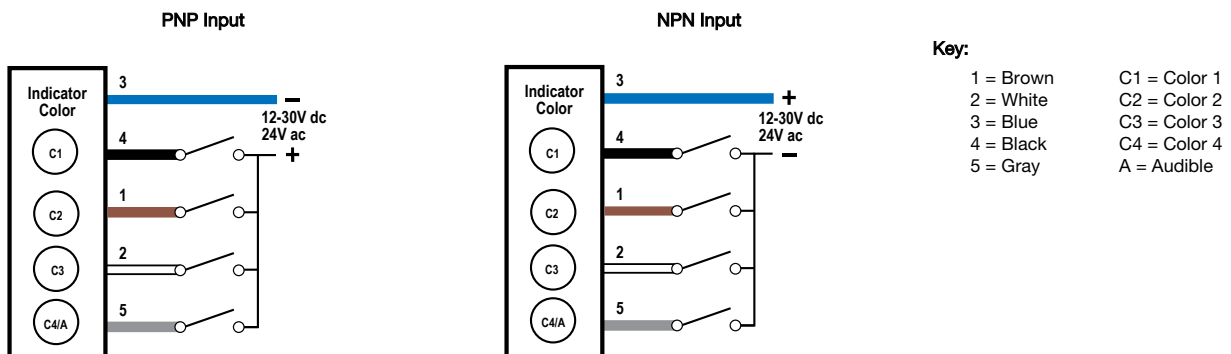 PNP Input
Indicator
Color
C1
C2
C3
C4/A
3
4
1
2
5
–
12-30V dc
24V ac
+
NPN Input
Indicator
Color
C1
C2
C3
C4/A
3
4
1
2
5
+
12-30V dc
24V ac
–
Key:
1 = Brown
2 = White
3 = Blue
4 = Black
5 = Gray
C1 = Color 1
C2 = Color 2
C3 = Color 3
C4 = Color 4
A = Audible